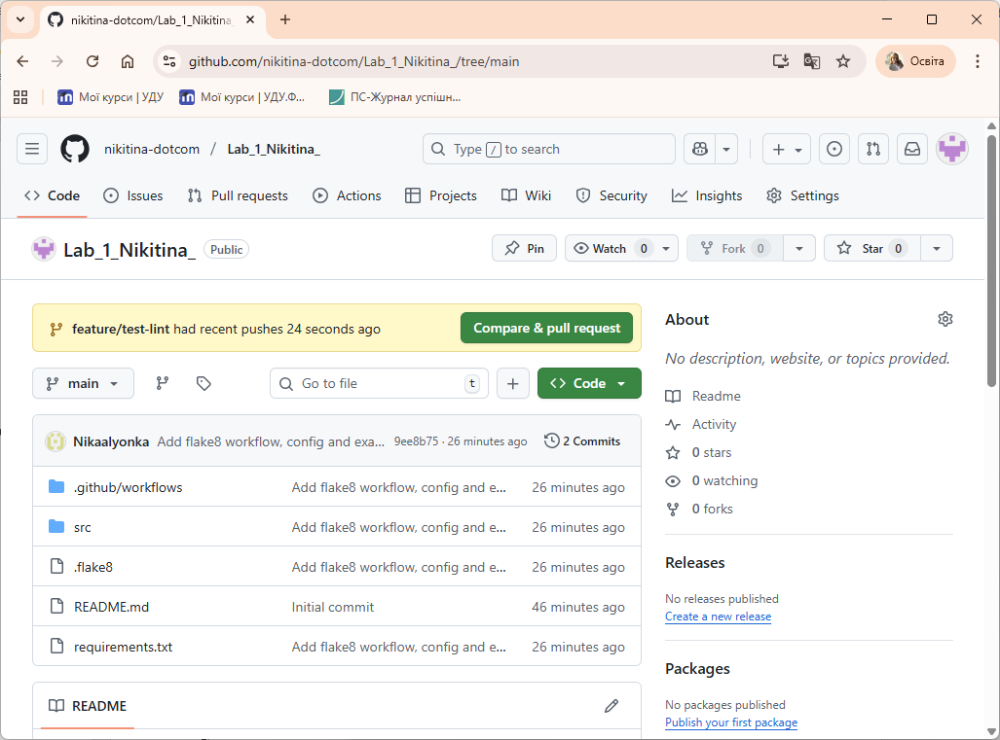 nikitina-dotcom/Lab_1_Nikitina_
github.com/nikitina-dotcom/Lab_1_Nikitina_/tree/main
Освіта
Мої курси | УДУ
Мої курси | УДУ.Ф...
ПС-Журнал успішн...
nikitina-dotcom / Lab_1_Nikitina_
Type / to search
Code
Issues
Pull requests
Actions
Projects
Wiki
Security
Insights
Settings
Lab_1_Nikitina_ Public
Pin
Watch 0
Fork 0
Star 0
feature/test-lint had recent pushes 24 seconds ago
Compare & pull request
main
Go to file t
Code
Nikaalyonka Add flake8 workflow, config and exa... 9ee8b75 · 26 minutes ago 2 Commits
.github/workflows Add flake8 workflow, config and e... 26 minutes ago
src Add flake8 workflow, config and e... 26 minutes ago
.flake8 Add flake8 workflow, config and e... 26 minutes ago
README.md Initial commit 46 minutes ago
requirements.txt Add flake8 workflow, config and e... 26 minutes ago
README
About
No description, website, or topics provided.
Readme
Activity
0 stars
0 watching
0 forks
Releases
No releases published
Create a new release
Packages
No packages published
Publish your first package